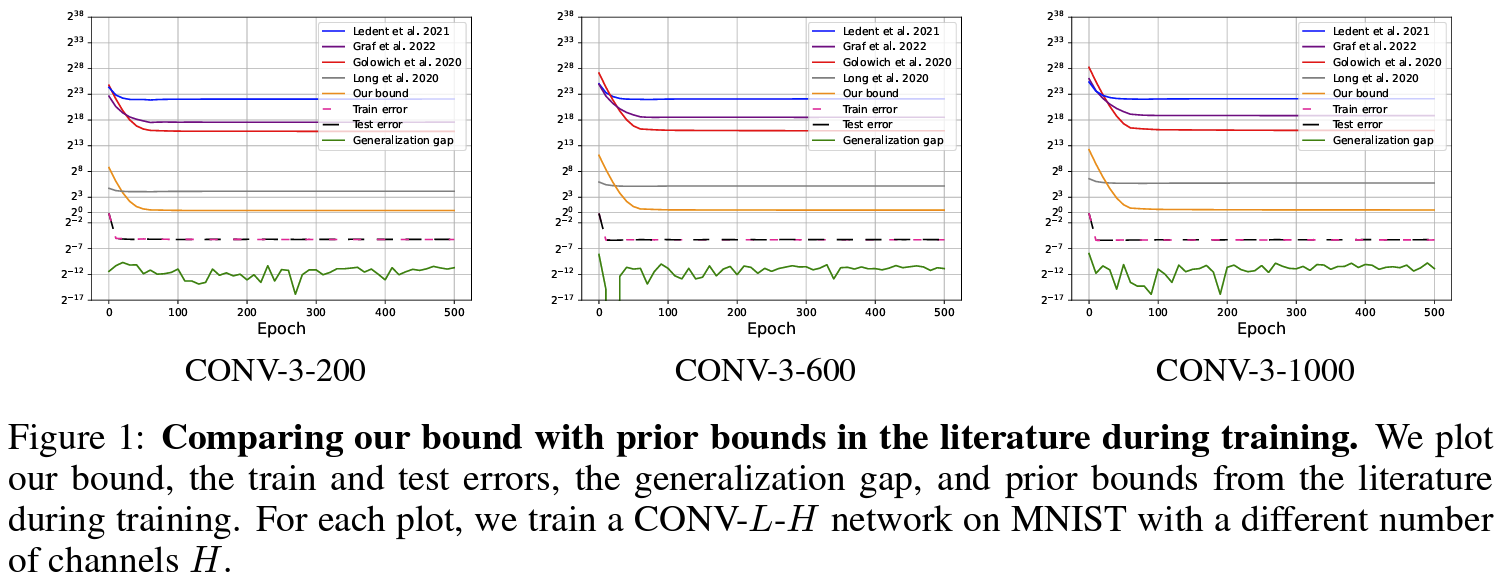 2^38
2^33
2^28
2^23
2^18
2^13
2^8
2^3
2^0
2^−2
2^−7
2^−12
2^−17
Ledent et al. 2021
Graf et al. 2022
Golowich et al. 2020
Long et al. 2020
Our bound
Train error
Test error
Generalization gap
0 100 200 300 400 500
Epoch
CONV-3-200
2^38
2^33
2^28
2^23
2^18
2^13
2^8
2^3
2^0
2^−2
2^−7
2^−12
2^−17
Ledent et al. 2021
Graf et al. 2022
Golowich et al. 2020
Long et al. 2020
Our bound
Train error
Test error
Generalization gap
0 100 200 300 400 500
Epoch
CONV-3-600
2^38
2^33
2^28
2^23
2^18
2^13
2^8
2^3
2^0
2^−2
2^−7
2^−12
2^−17
Ledent et al. 2021
Graf et al. 2022
Golowich et al. 2020
Long et al. 2020
Our bound
Train error
Test error
Generalization gap
0 100 200 300 400 500
Epoch
CONV-3-1000
Figure 1: Comparing our bound with prior bounds in the literature during training. We plot
our bound, the train and test errors, the generalization gap, and prior bounds from the literature
during training. For each plot, we train a CONV-L-H network on MNIST with a different number
of channels H.